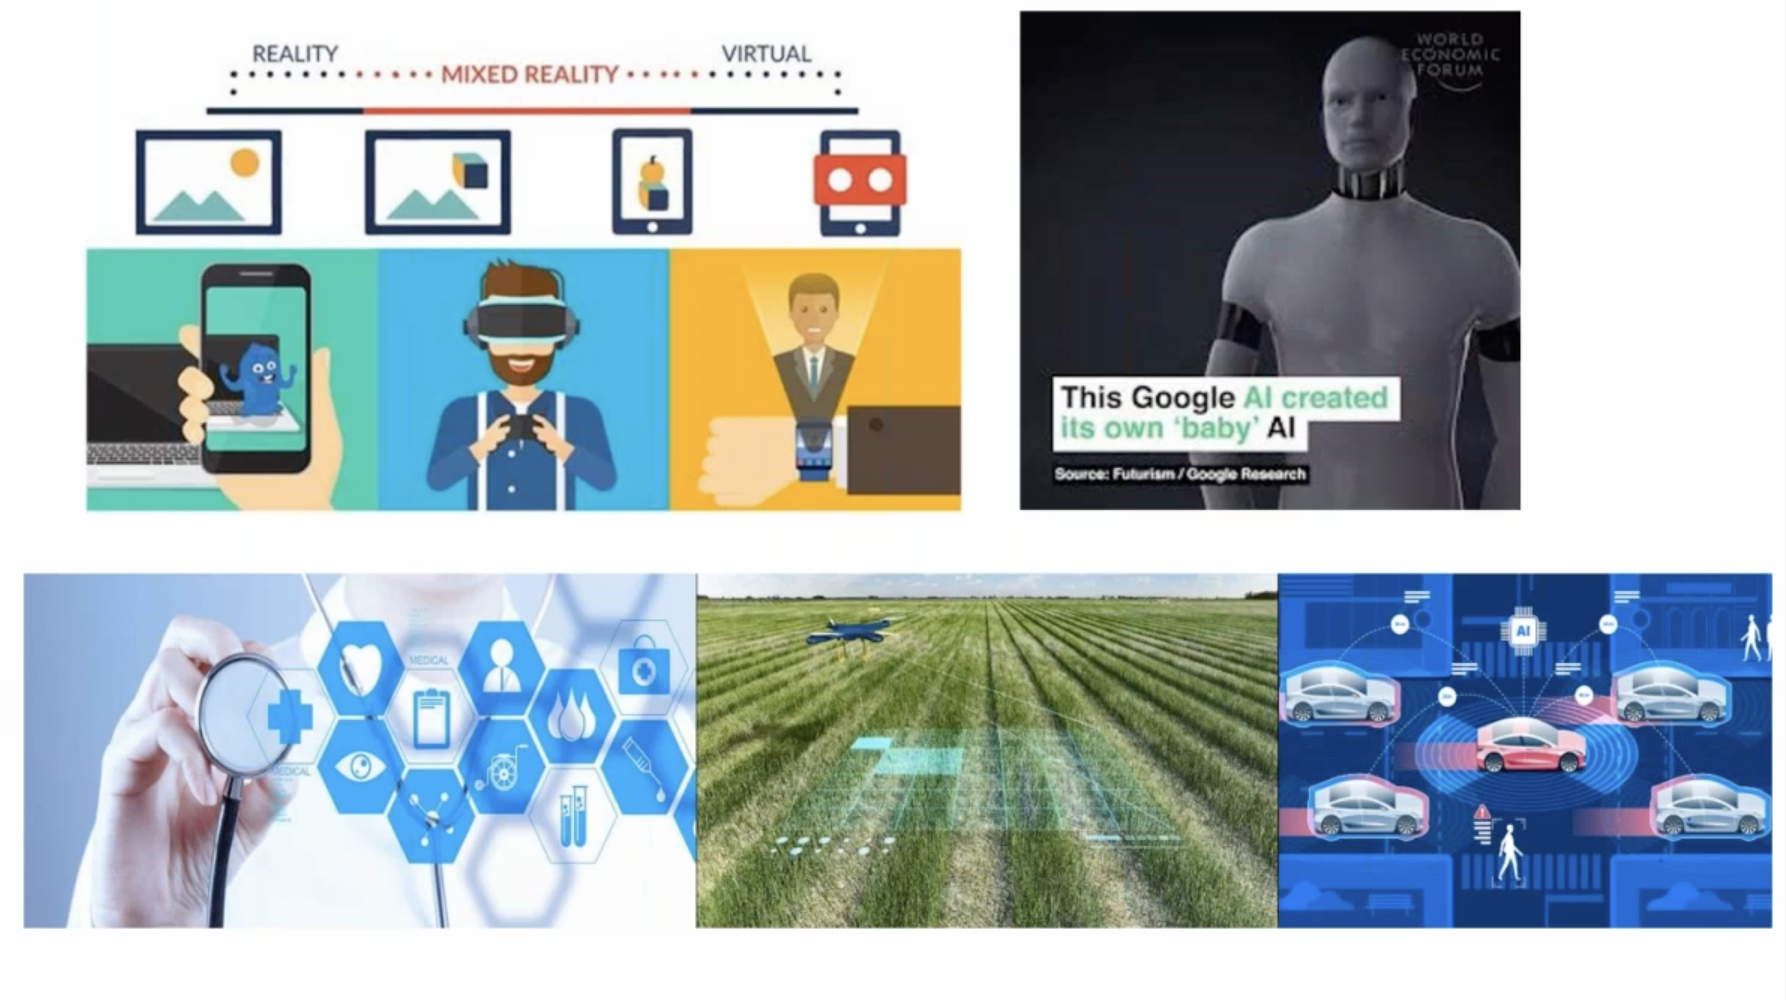 REALITY
MIXED REALITY
VIRTUAL
WORLD
ECONOMIC
FORUM
This Google AI created
its own ‘baby’ AI
Source: Futurism / Google Research
MEDICAL
MEDICAL
AI